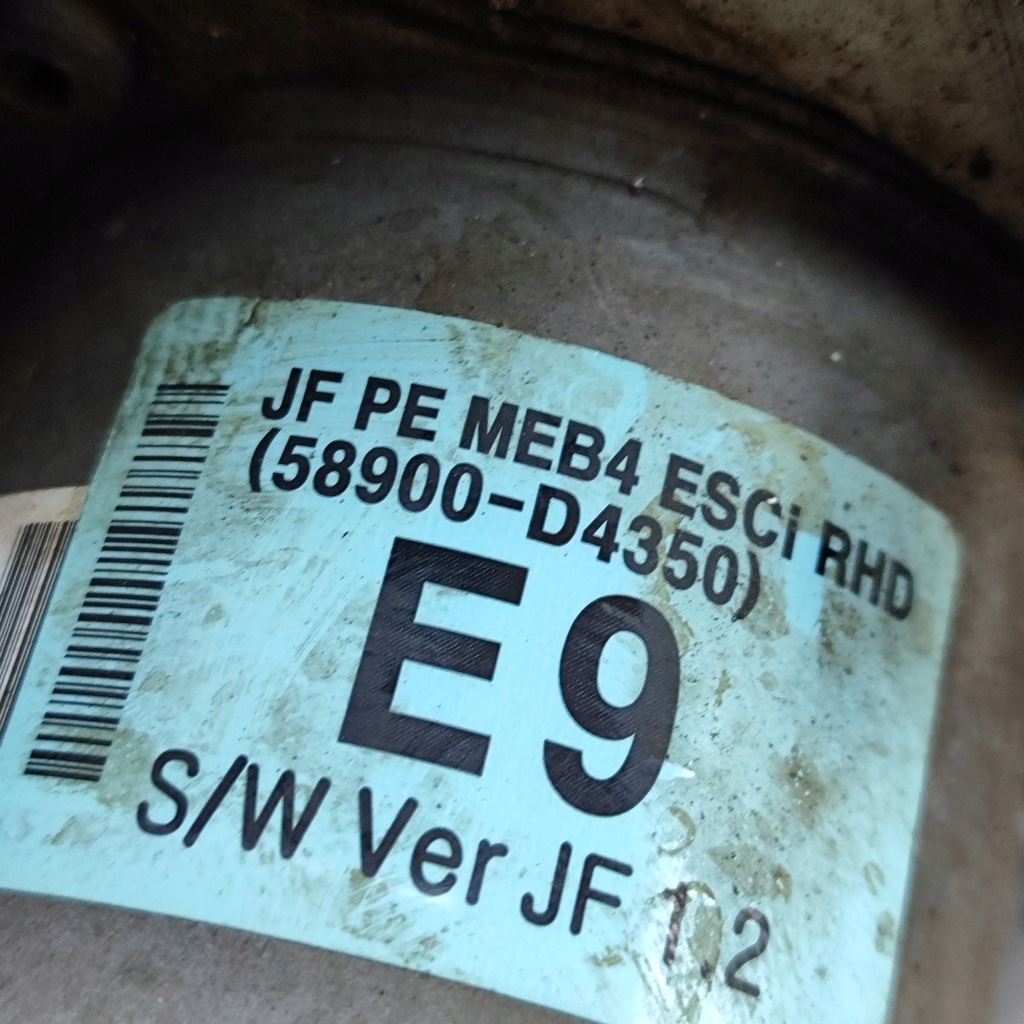 JF PE MEB4 ESCi RHD
(58900-D4350)
E9
S/W Ver JF 1.2